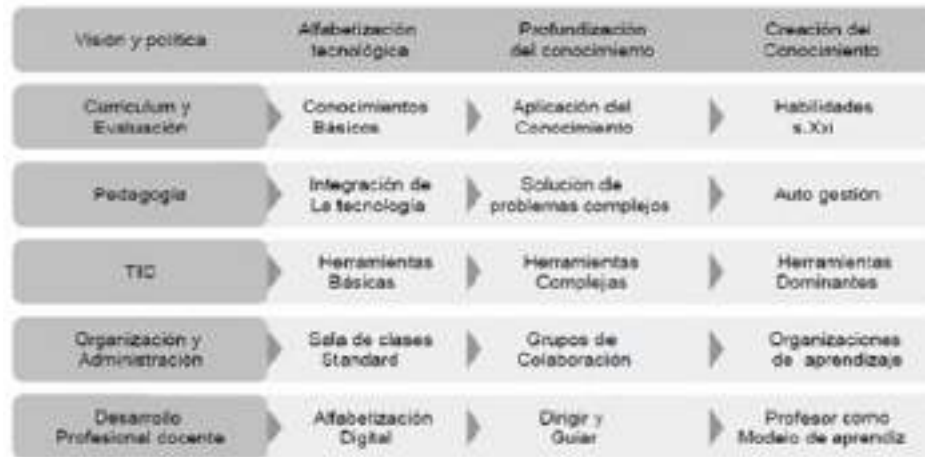 Visión y política
Alfabetización
tecnológica
Profundización
del conocimiento
Creación del
Conocimiento
Curriculum y
Evaluación
Conocimientos
Básicos
Aplicación del
Conocimiento
Habilidades
s.XXI
Pedagogía
Integración de
La tecnología
Solucion de
problemas complejos
Auto gestión
TIC
Herramientas
Básicas
Herramientas
Complejas
Herramientas
Dominantes
Organización y
Administración
Sala de clases
Standard
Grupos de
Colaboración
Organizaciones
de aprendizaje
Desarrollo
Profesional docente
Alfabetización
Digital
Dirigir y
Guiar
Profesor como
Modelo de aprendiz